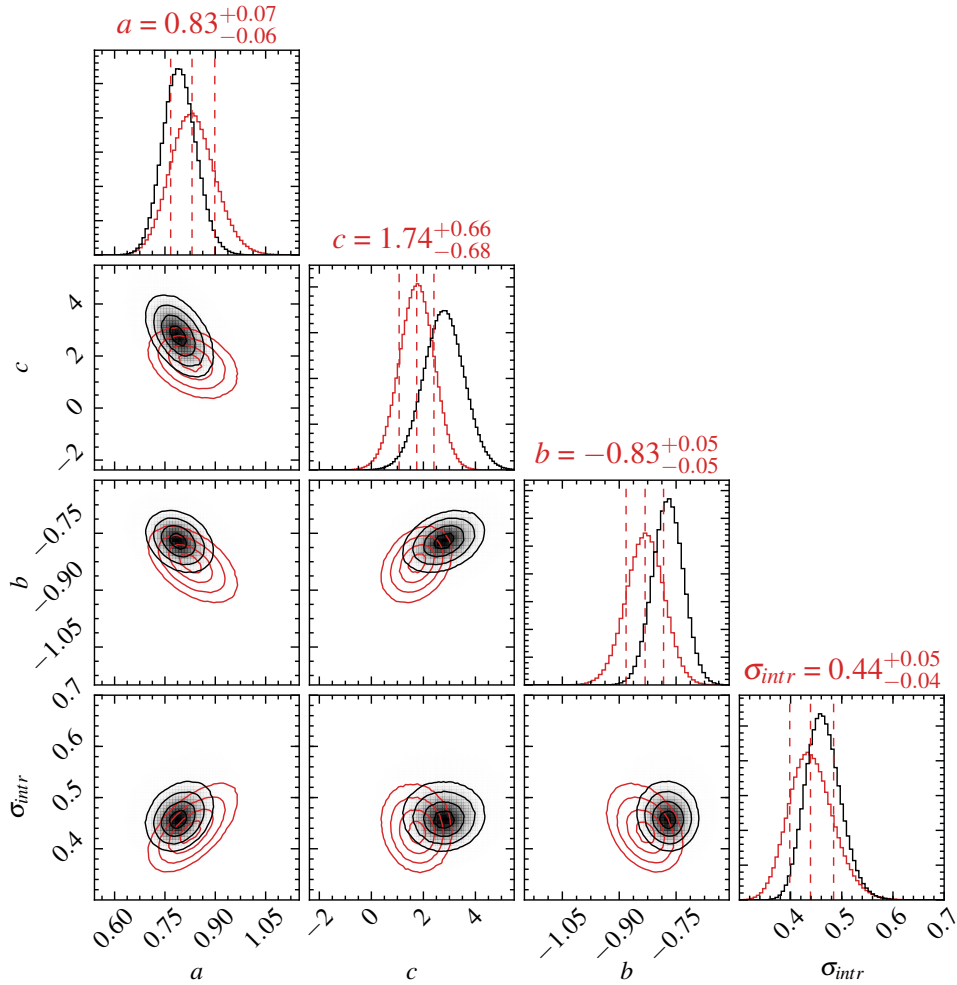 a = 0.83+0.07−0.06
c = 1.74+0.66−0.68
4
2
0
−2
c
b = −0.83+0.05−0.05
−0.75
−0.90
−1.05
b
σintr = 0.44+0.05−0.04
1.7
0.7
0.6
0.5
0.4
σintr
0.60 0.75 0.90 1.05
−2 0 2 4
−1.05 −0.90 −0.75
0.4 0.5 0.6 0.7
a c b σintr